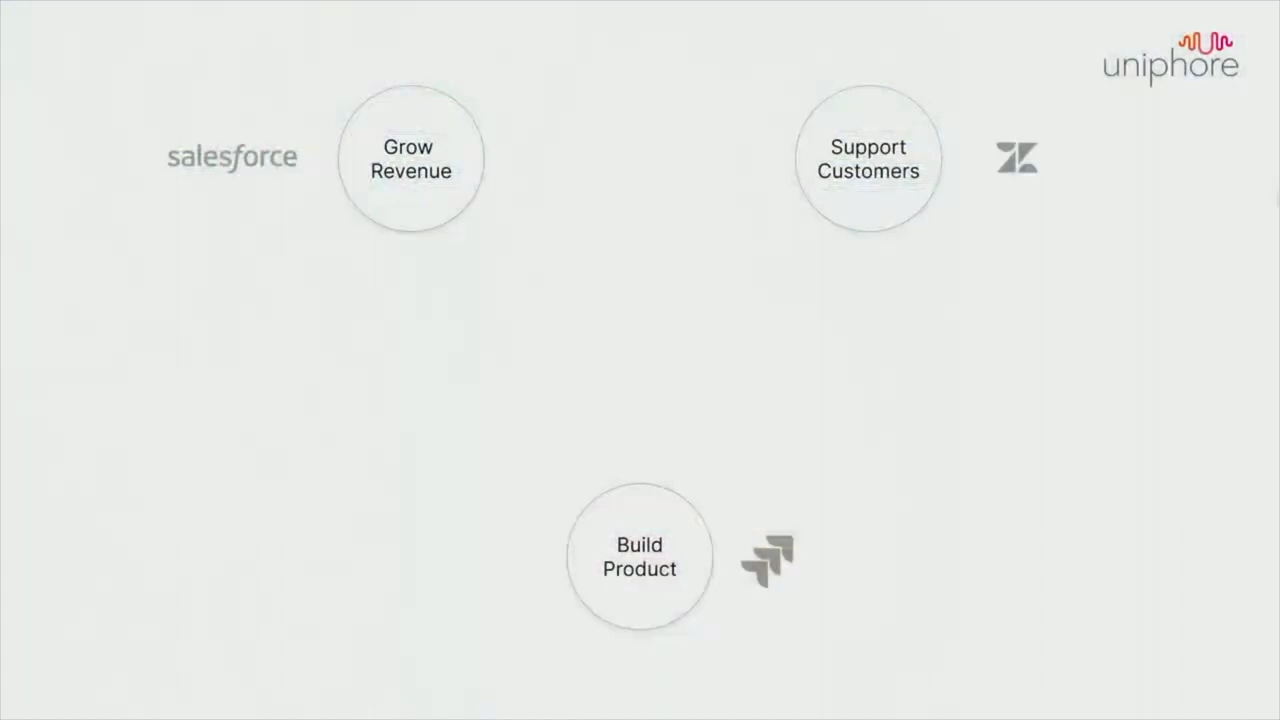 uniphore
salesforce
Grow
Revenue
Support
Customers
Build
Product